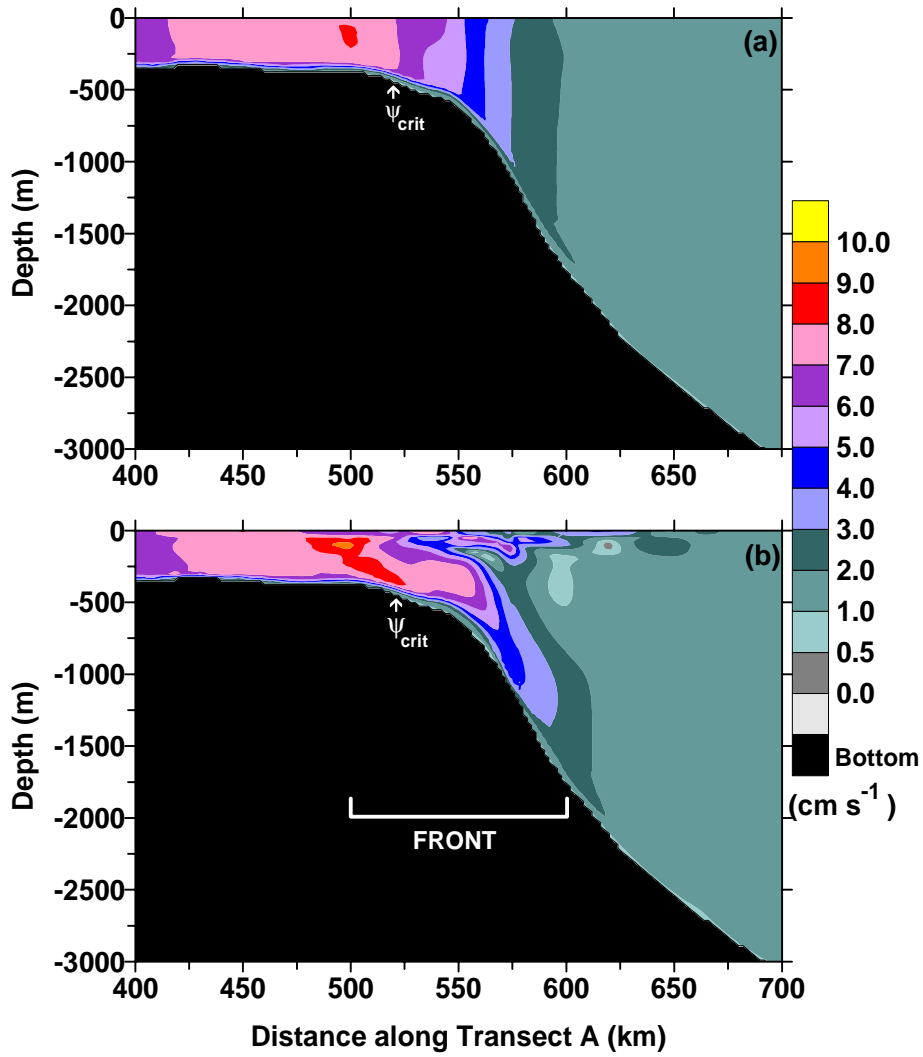 0
-500
-1000
-1500
-2000
-2500
-3000
Depth (m)
(a)
Ψcrit
400 450 500 550 600 650
10.0
9.0
8.0
7.0
6.0
5.0
4.0
3.0
2.0
1.0
0.5
0.0
Bottom
(cm s-1 )
0
-500
-1000
-1500
-2000
-2500
-3000
Depth (m)
(b)
Ψcrit
FRONT
400 450 500 550 600 650 700
Distance along Transect A (km)